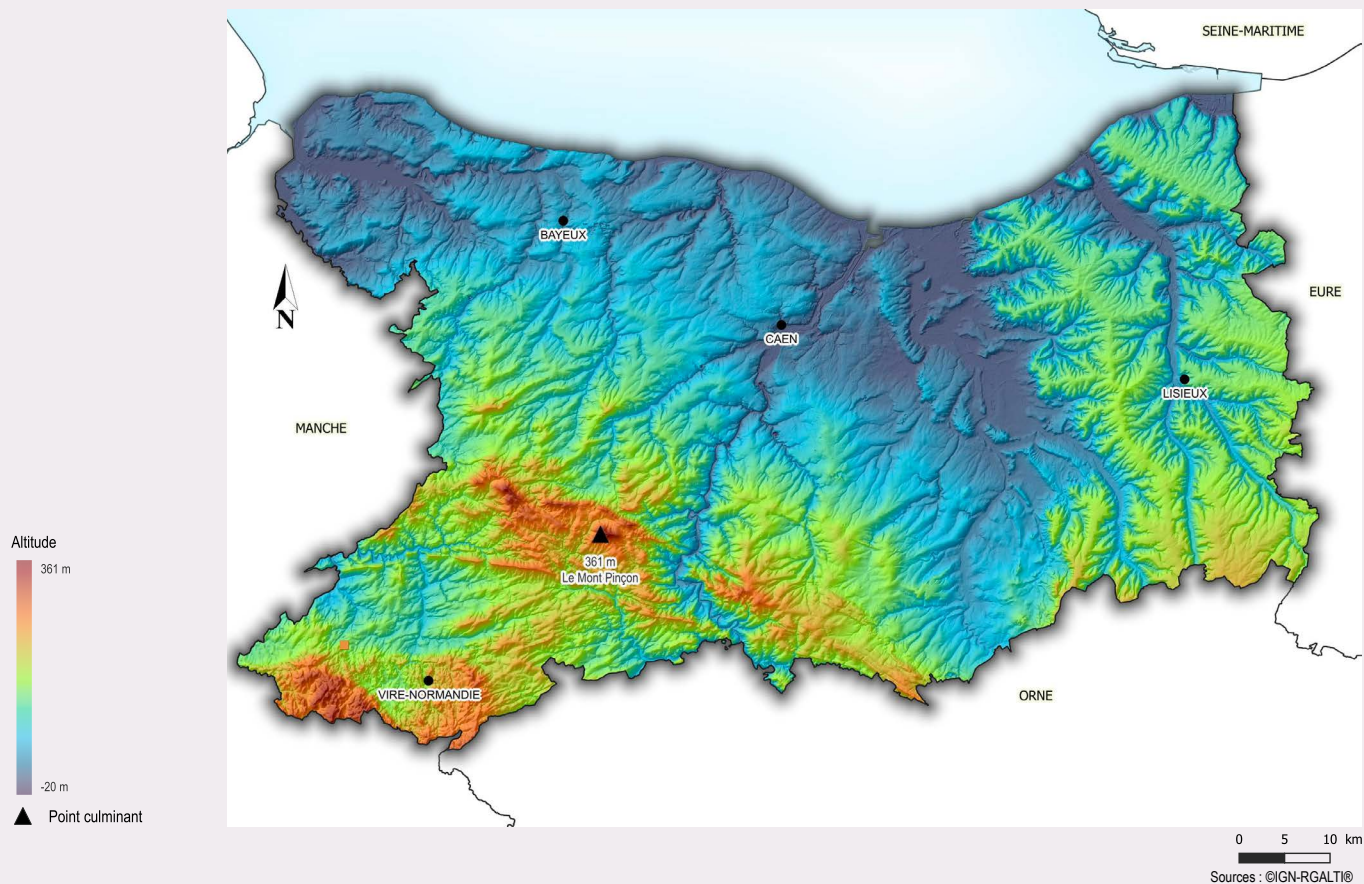 SEINE-MARITIME
BAYEUX
EURE
N
CAEN
LISIEUX
MANCHE
Altitude
361 m
-20 m
Point culminant
361 m
Le Mont Pinçon
VIRE-NORMANDIE
ORNE
0 5 10 km
Sources : ©IGN-RGALTI®